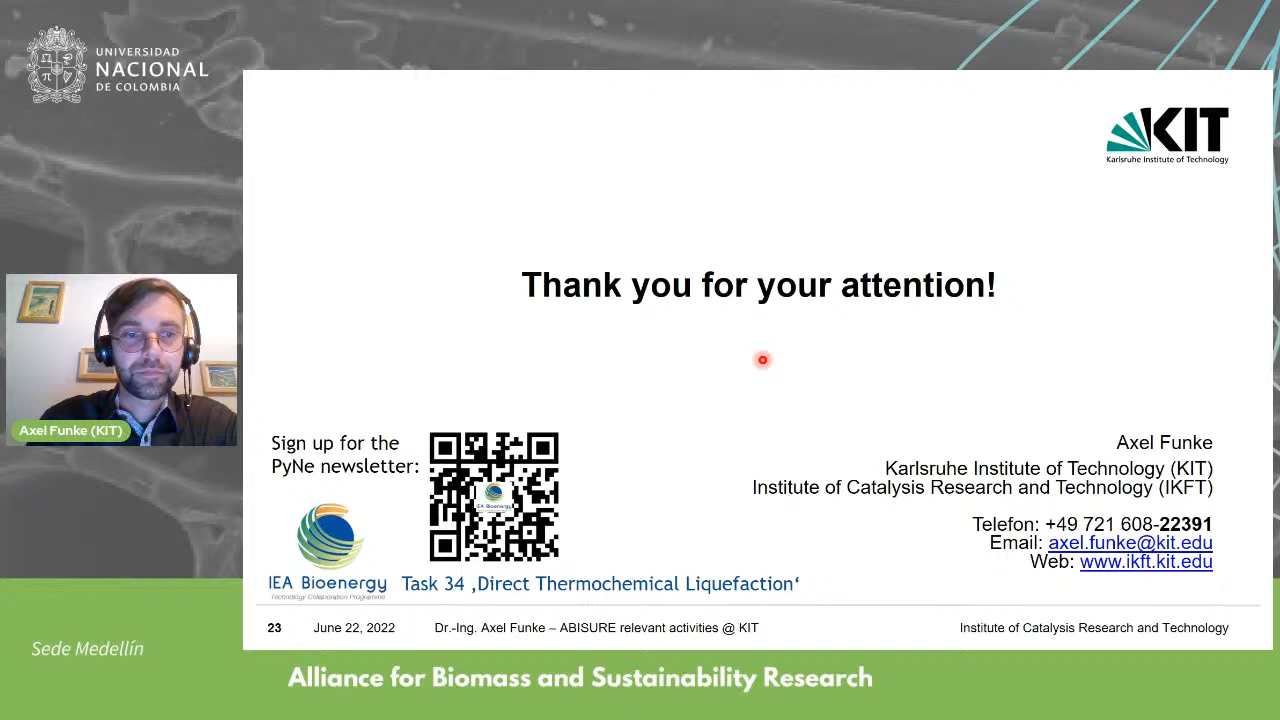 UNIVERSIDAD
NACIONAL
DE COLOMBIA
KIT
Karlsruhe Institute of Technology
Thank you for your attention!
Axel Funke (KIT)
Sign up for the
PyNe newsletter:
IEA Bioenergy
IEA Bioenergy
Technology Collaboration Programme
Task 34 ‚Direct Thermochemical Liquefaction‘
Axel Funke
Karlsruhe Institute of Technology (KIT)
Institute of Catalysis Research and Technology (IKFT)
Telefon: +49 721 608-22391
Email: axel.funke@kit.edu
Web: www.ikft.kit.edu
23 June 22, 2022 Dr.-Ing. Axel Funke – ABISURE relevant activities @ KIT Institute of Catalysis Research and Technology
Sede Medellín
Alliance for Biomass and Sustainability Research